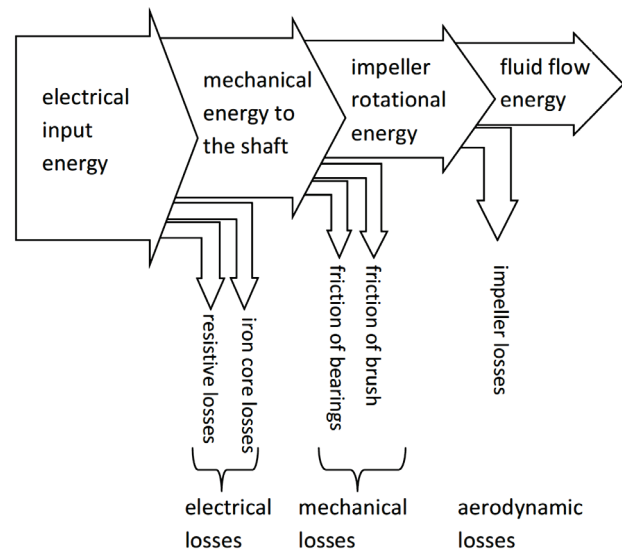 electrical
input
energy
mechanical
energy to
the shaft
impeller
rotational
energy
fluid flow
energy
resistive losses
iron core losses
friction of bearings
friction of brush
impeller losses
electrical
losses
mechanical
losses
aerodynamic
losses